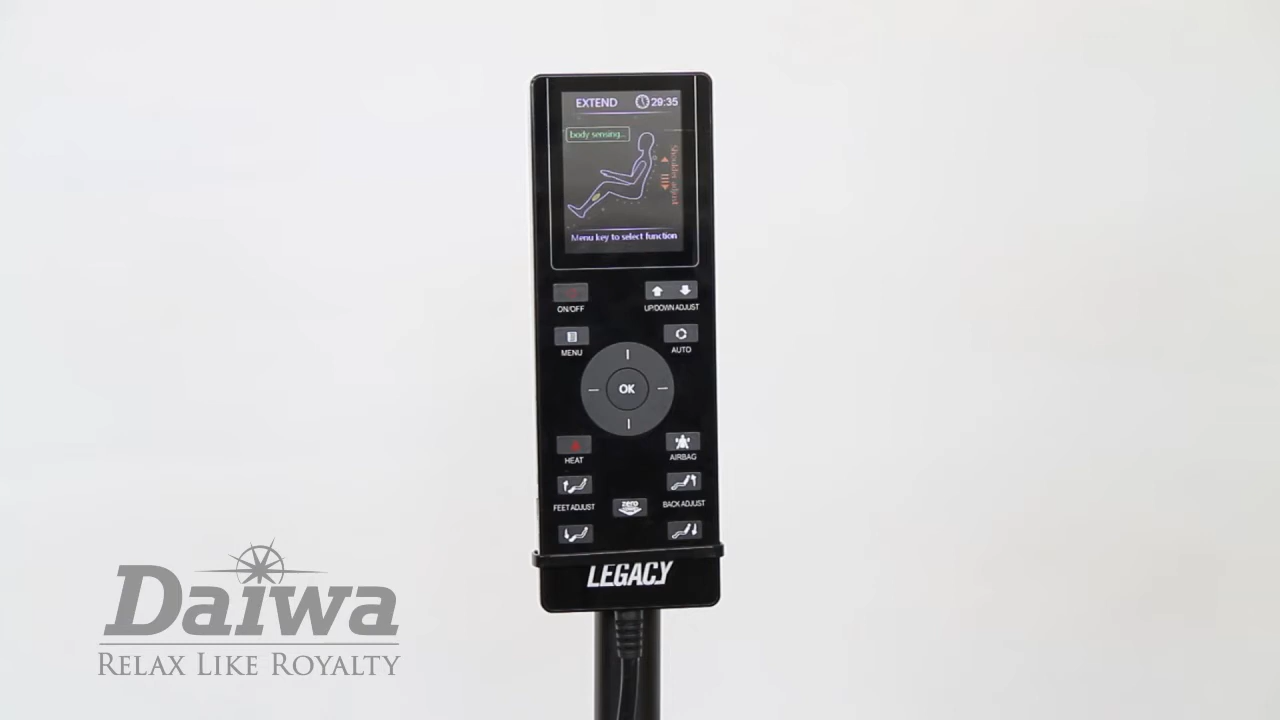 EXTEND 29:35
body sensing...
Shoulder adjust
Menu key to select function
ON/OFF
UP/DOWN ADJUST
MENU
AUTO
OK
HEAT
AIRBAG
FEET ADJUST
zero
BACK ADJUST
LEGACY
Daiwa
RELAX LIKE ROYALTY